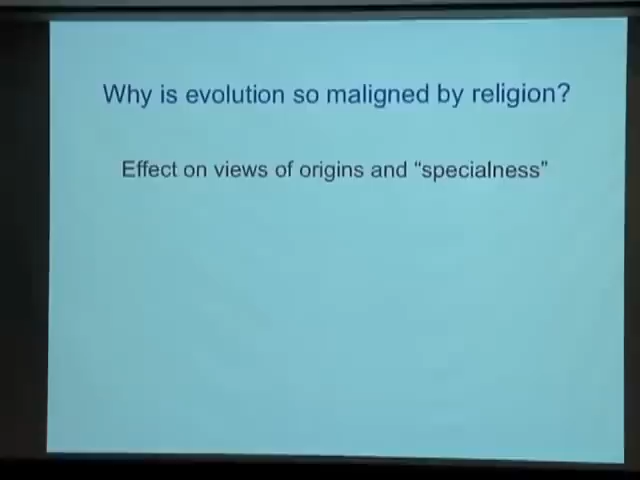 Why is evolution so maligned by religion?
Effect on views of origins and “specialness”